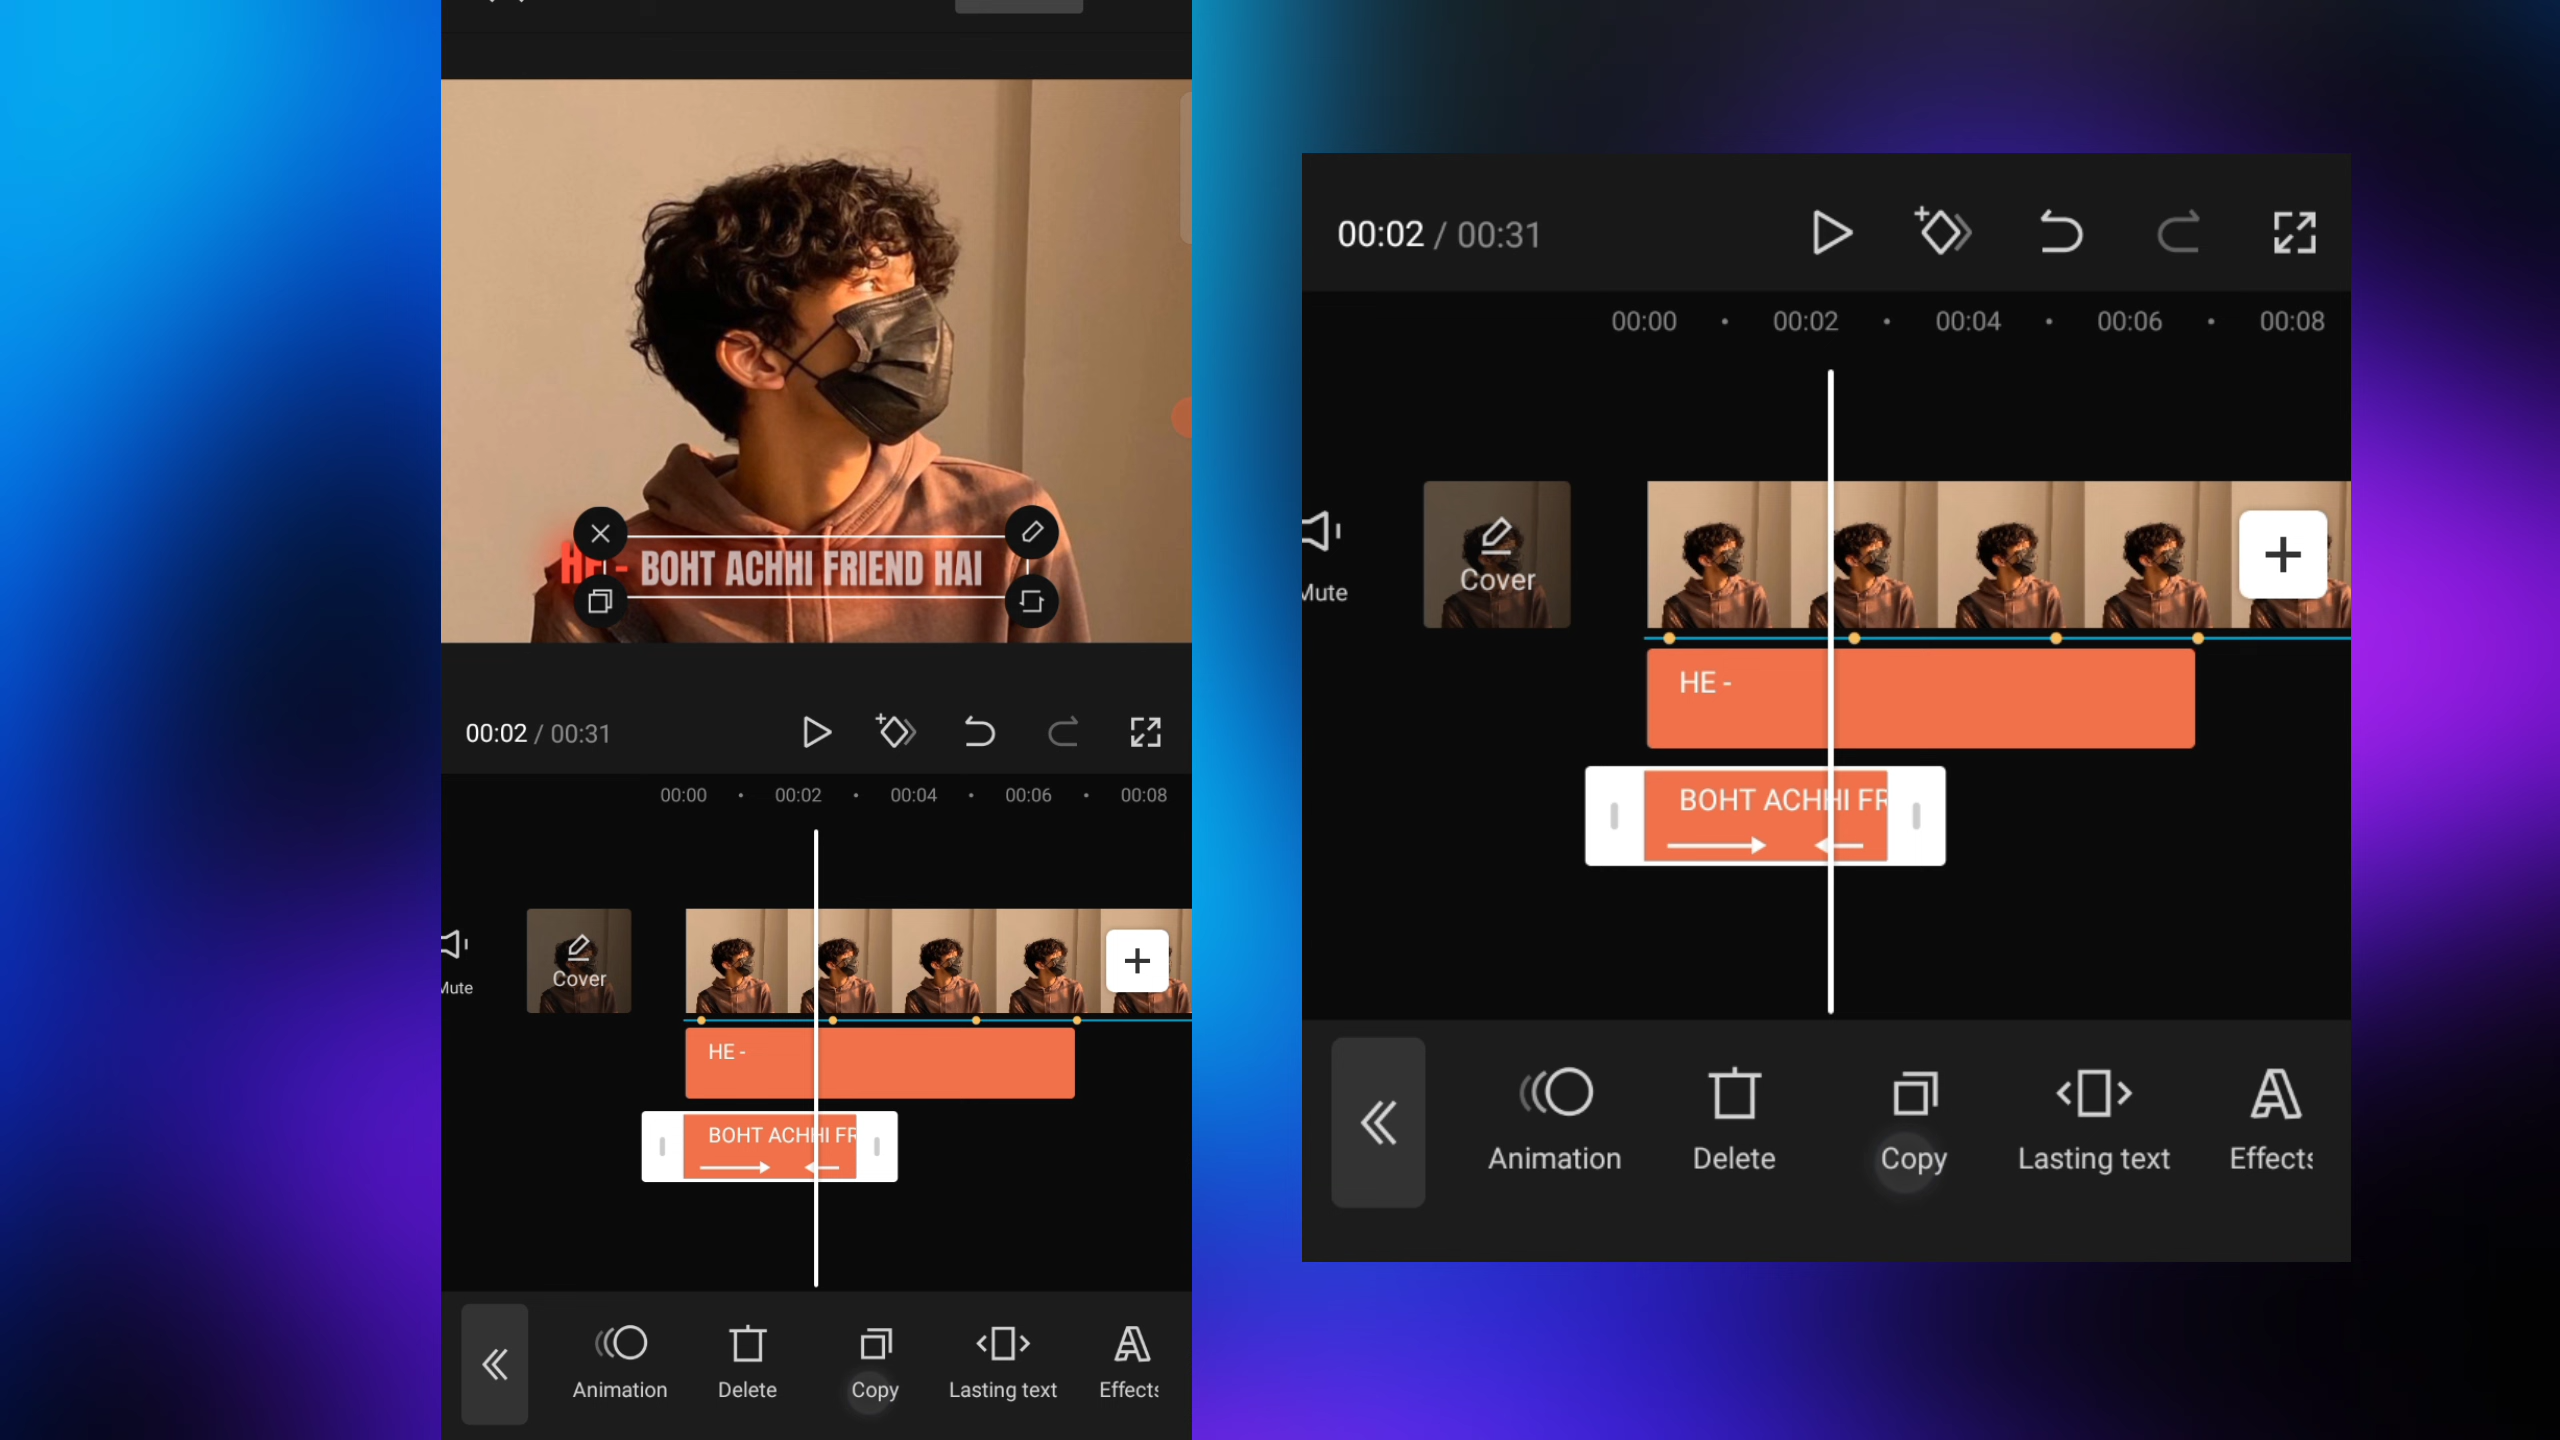 HE - BOHT ACHHI FRIEND HAI
00:02 / 00:31
00:00 00:02 00:04 00:06 00:08
Mute
Cover
HE -
BOHT ACHHI FR
Animation Delete Copy Lasting text Effects
00:02 / 00:31
00:00 00:02 00:04 00:06 00:08
Mute
Cover
HE -
BOHT ACHHI FR
Animation Delete Copy Lasting text Effects